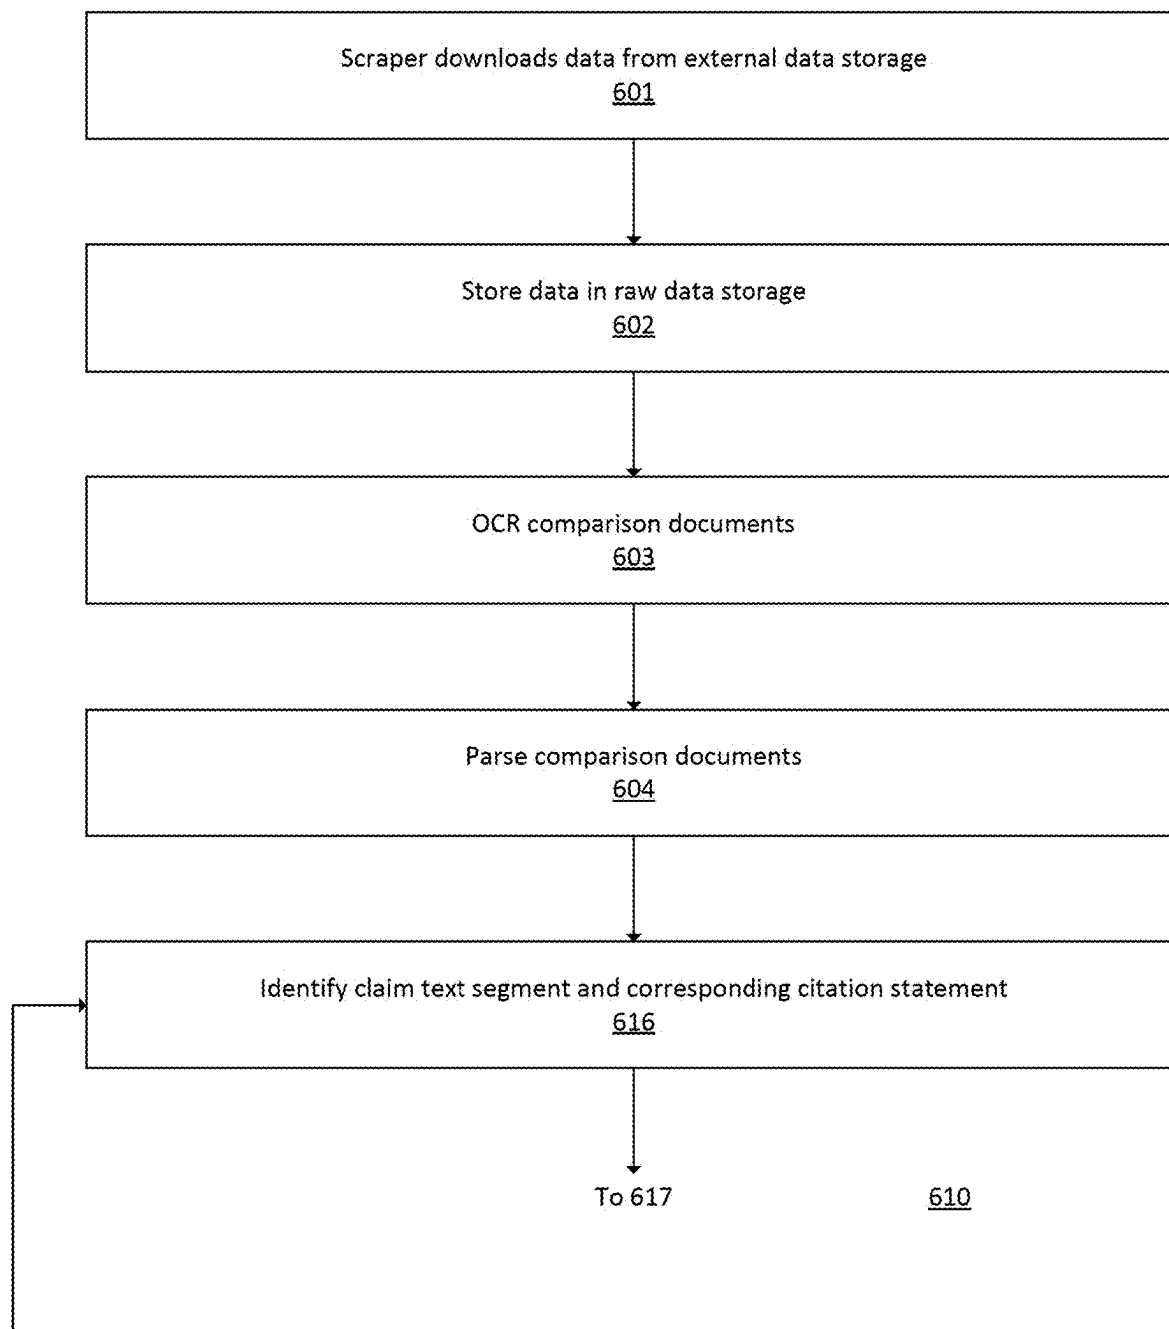 Scraper downloads data from external data storage
601
Store data in raw data storage
602
OCR comparison documents
603
Parse comparison documents
604
Identify claim text segment and corresponding citation statement
616
To 617
610